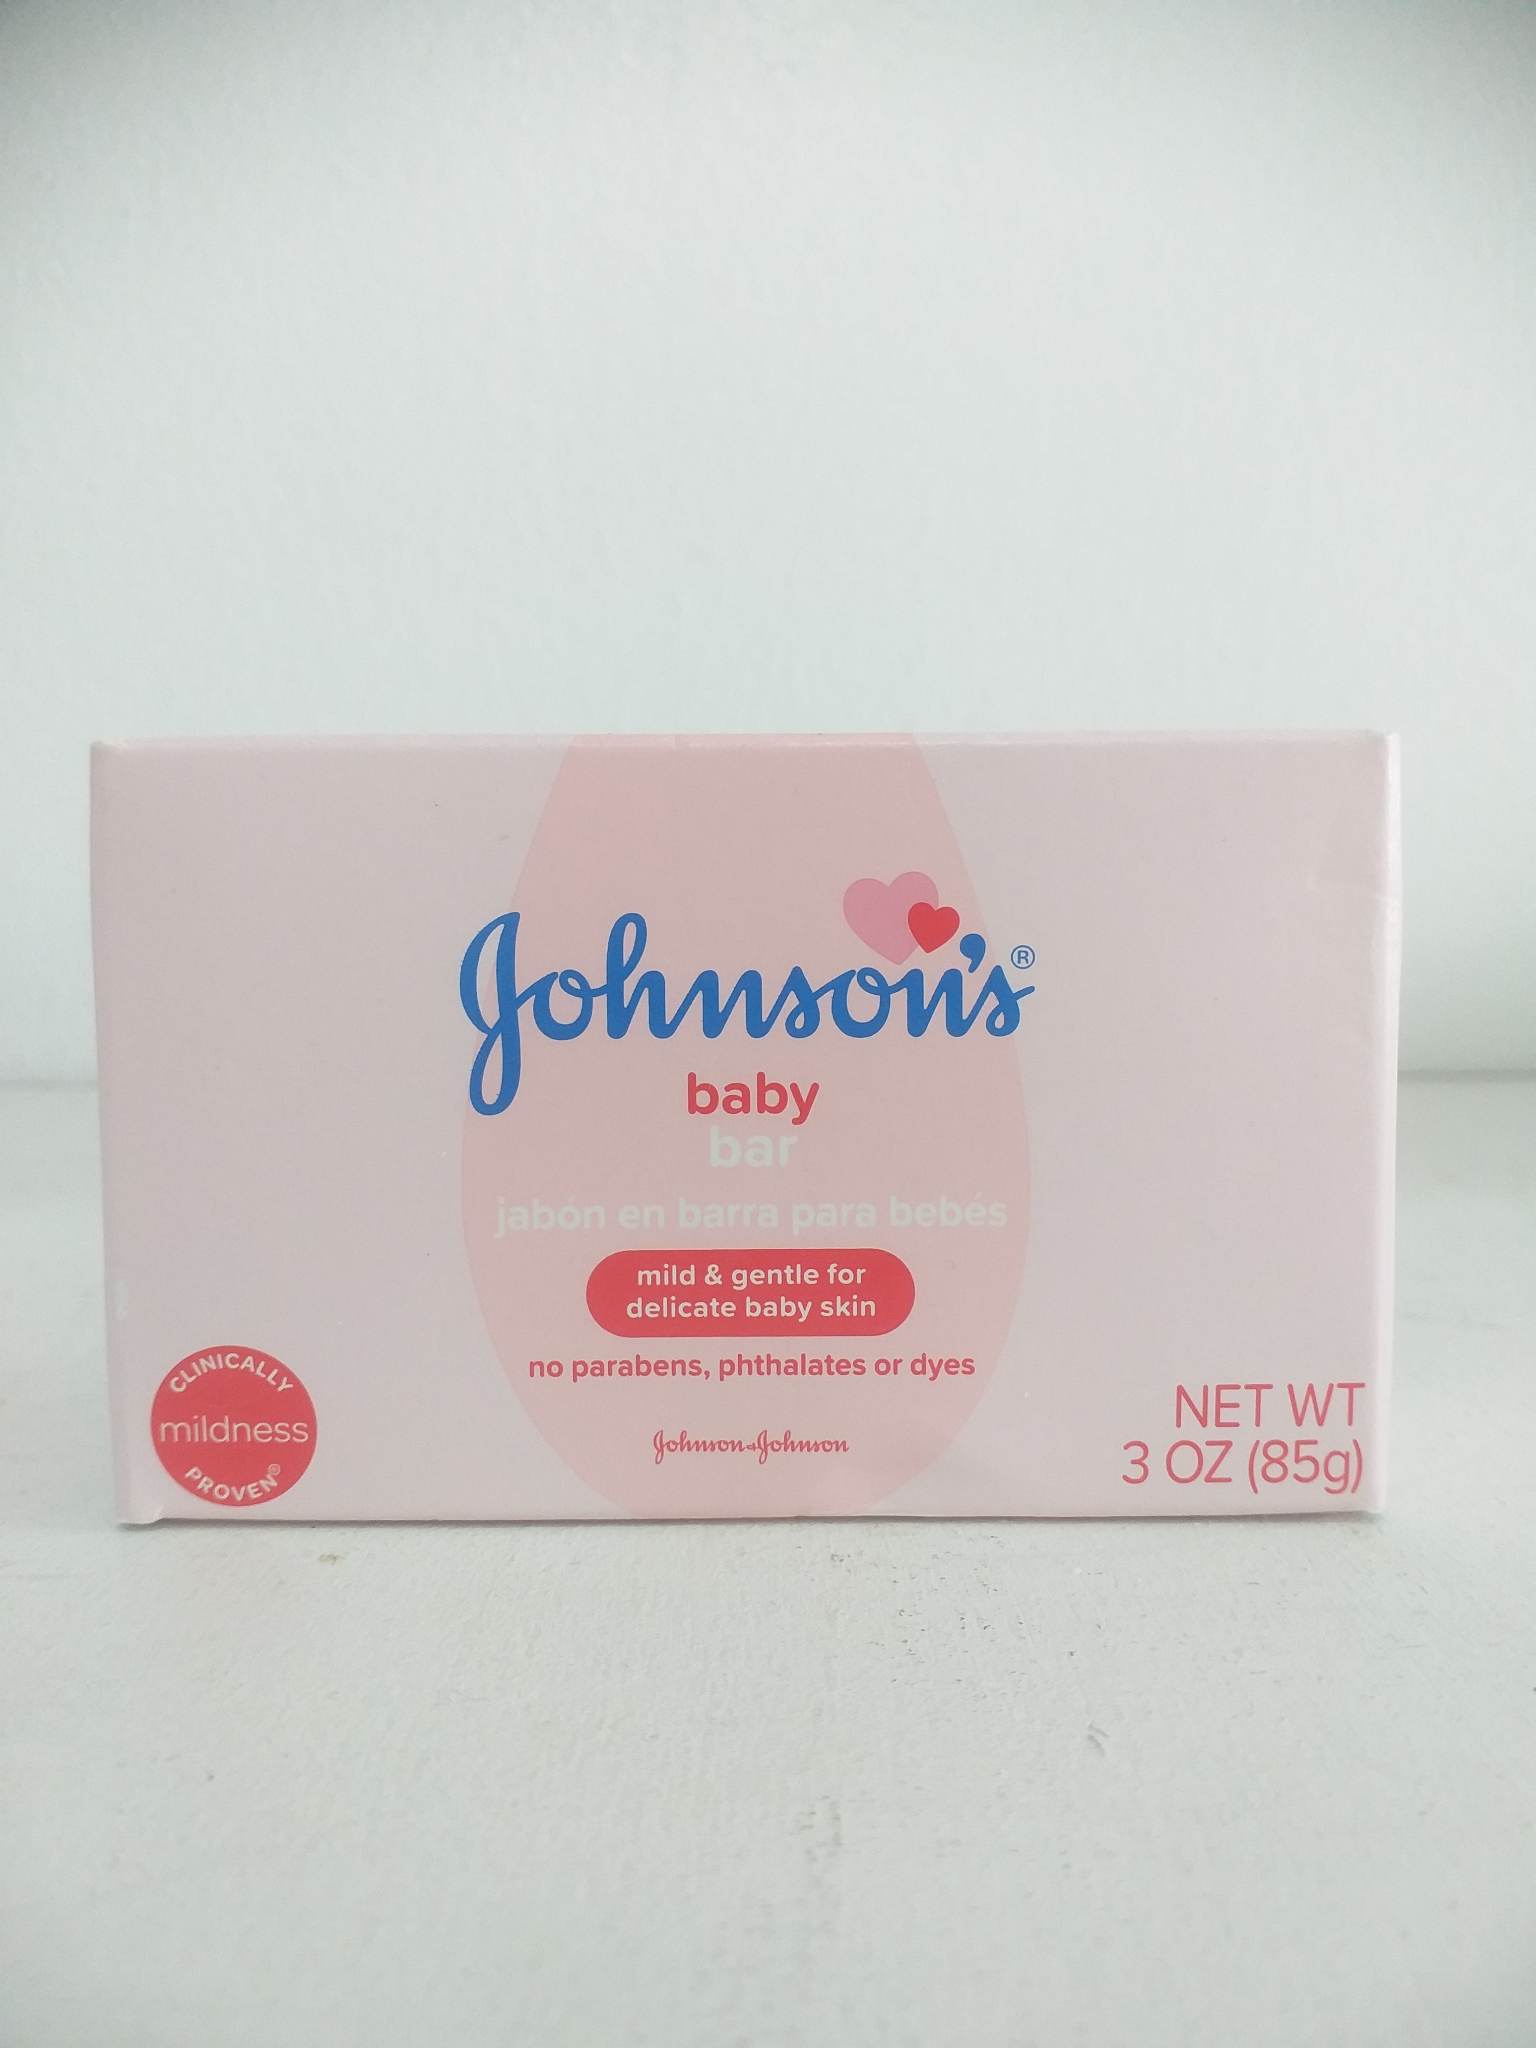 Johnson's®
baby
bar
jabón en barra para bebés
mild & gentle for
delicate baby skin
no parabens, phthalates or dyes
Johnson+Johnson
CLINICALLY
mildness
PROVEN®
NET WT
3 OZ (85g)